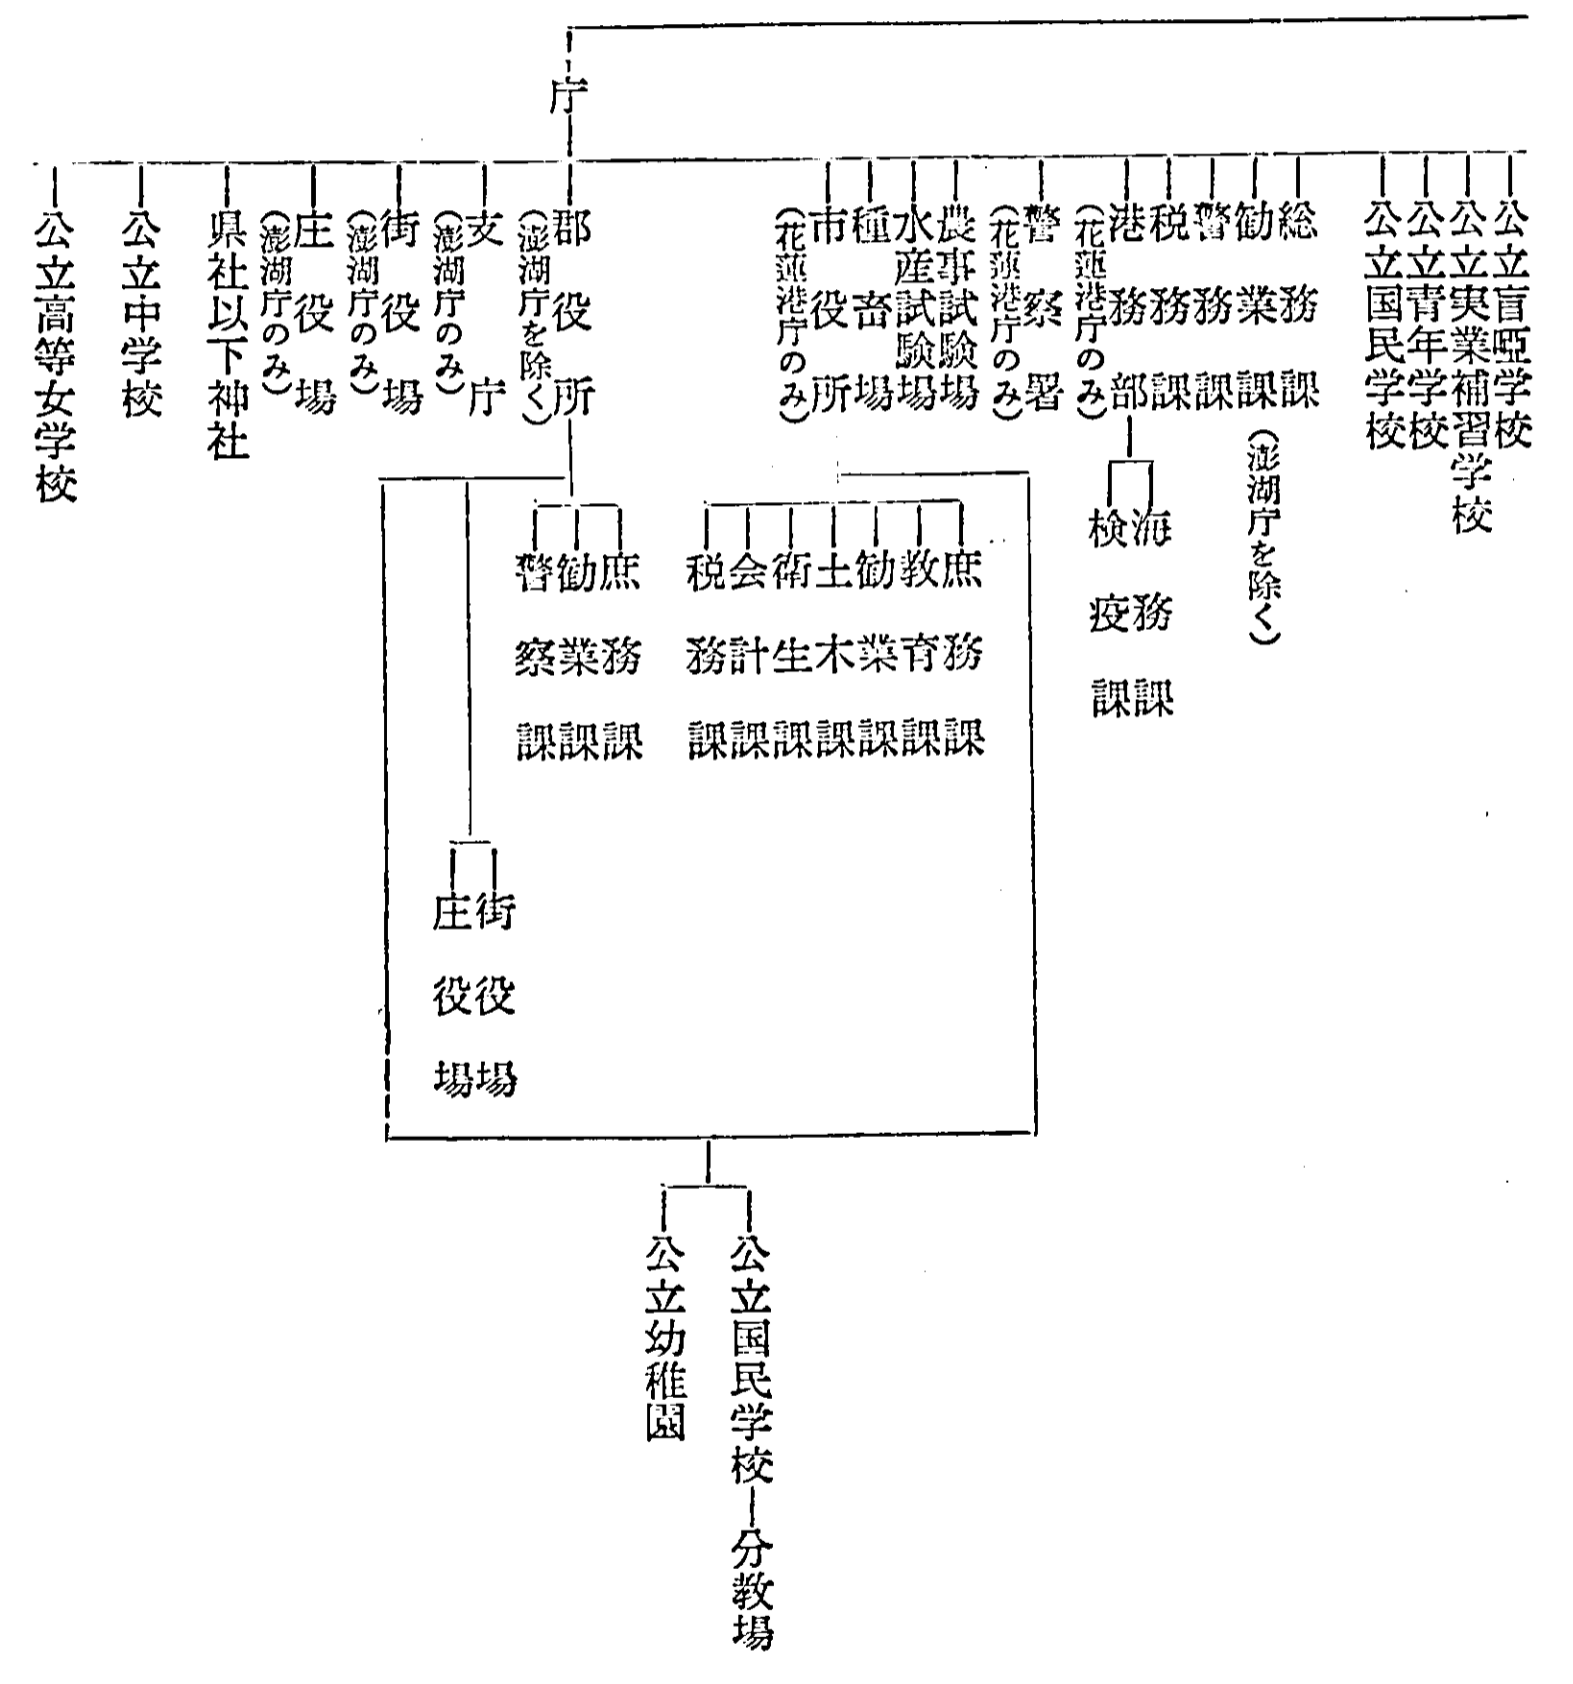 庁
公立盲啞学校
公立実業補習学校
公立青年学校
公立国民学校
総務課
勧業課(澎湖庁を除く)
警務課
税務課
港務部
(花蓮港庁のみ)
海務課
検疫課
警察署
(花蓮港庁のみ)
農事試験場
水産試験場
種畜場
市役所
(花蓮港庁のみ)
庶務課
教育課
勧業課
土木課
衛生課
会計課
税務課
郡役所
(澎湖庁を除く)
庶務課
勧業課
警察課
街役場
庄役場
公立国民学校―分教場
公立幼稚園
支庁
(澎湖庁のみ)
街役場
(澎湖庁のみ)
庄役場
(澎湖庁のみ)
県社以下神社
公立中学校
公立高等女学校